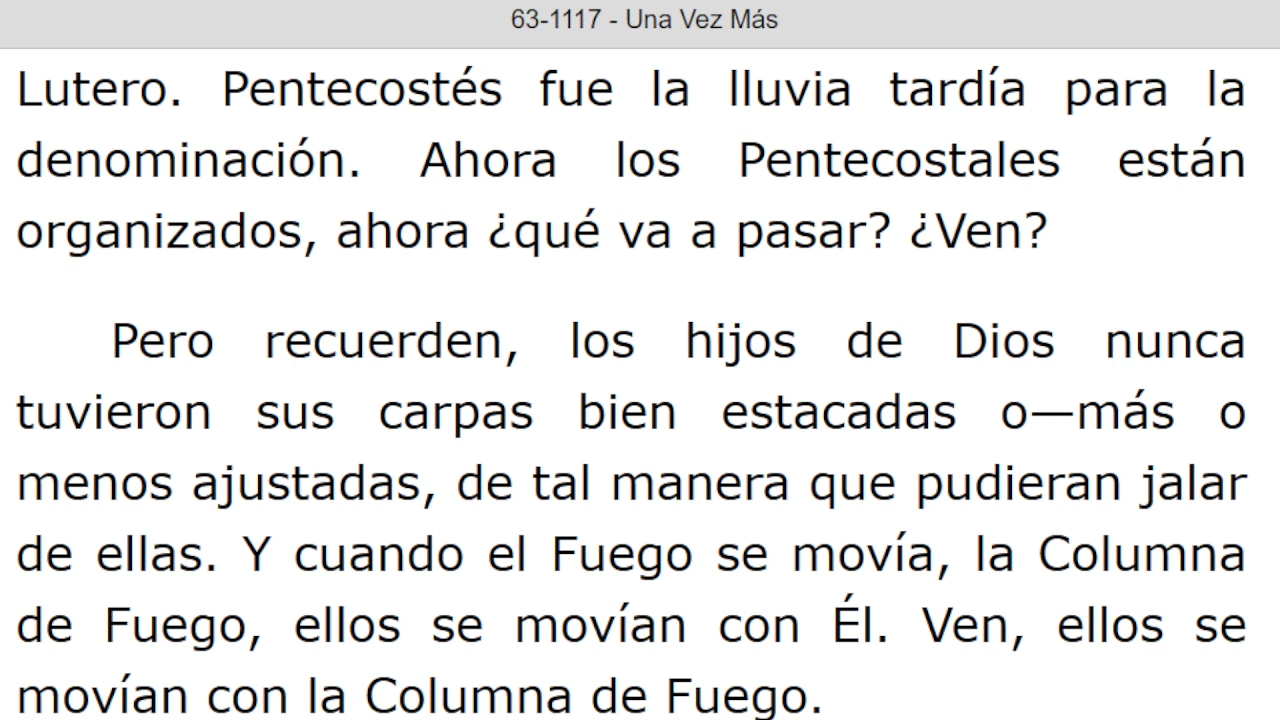 63-1117 - Una Vez Más
Lutero. Pentecostés fue la lluvia tardía para la
denominación. Ahora los Pentecostales están
organizados, ahora ¿qué va a pasar? ¿Ven?
Pero recuerden, los hijos de Dios nunca
tuvieron sus carpas bien estacadas o—más o
menos ajustadas, de tal manera que pudieran jalar
de ellas. Y cuando el Fuego se movía, la Columna
de Fuego, ellos se movían con Él. Ven, ellos se
movían con la Columna de Fuego.